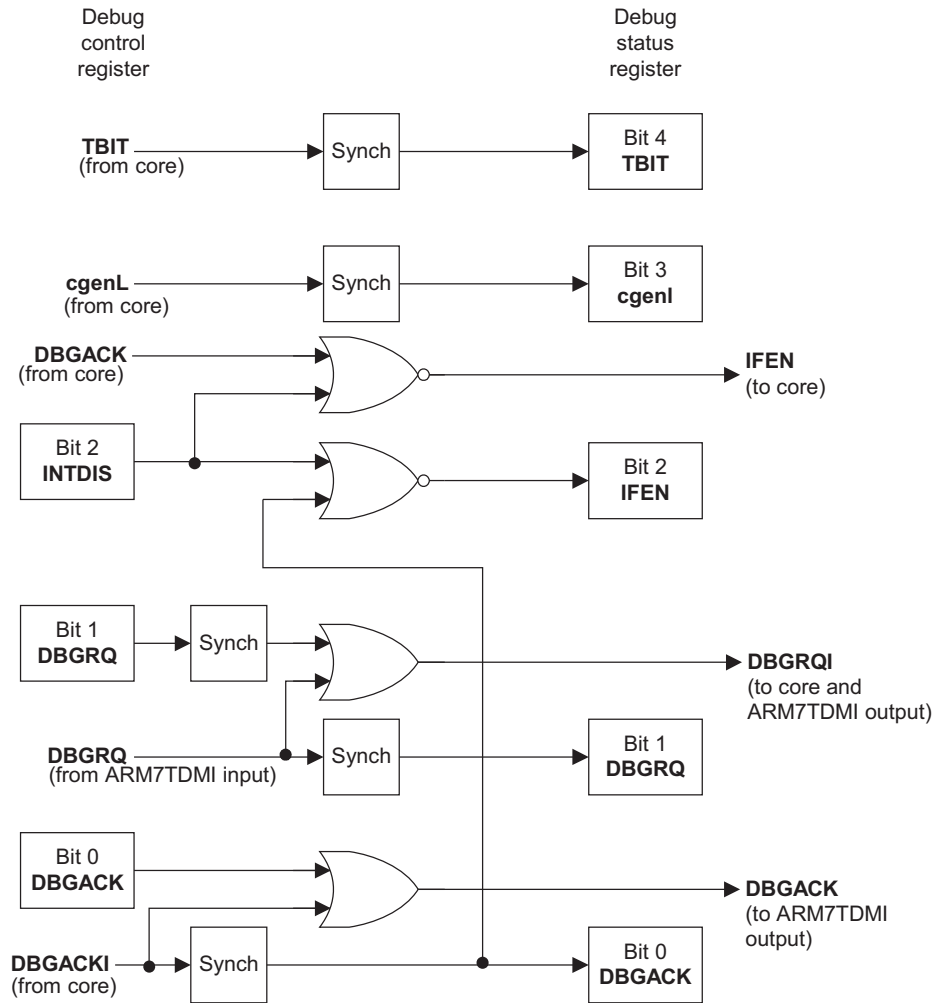 Debug
control
register
Debug
status
register
TBIT
(from core)
Synch
Bit 4
TBIT
cgenL
(from core)
Synch
Bit 3
cgenl
DBGACK
(from core)
IFEN
(to core)
Bit 2
INTDIS
Bit 2
IFEN
Bit 1
DBGRQ
Synch
DBGRQI
(to core and
ARM7TDMI output)
DBGRQ
(from ARM7TDMI input)
Synch
Bit 1
DBGRQ
Bit 0
DBGACK
DBGACK
(to ARM7TDMI
output)
DBGACKI
(from core)
Synch
Bit 0
DBGACK